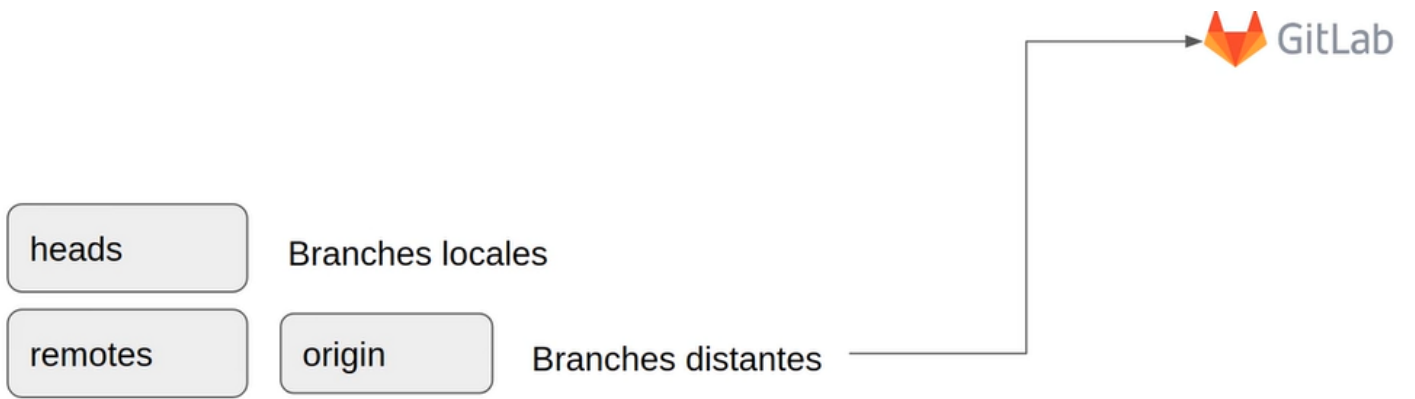 GitLab
heads
Branches locales
remotes
origin
Branches distantes